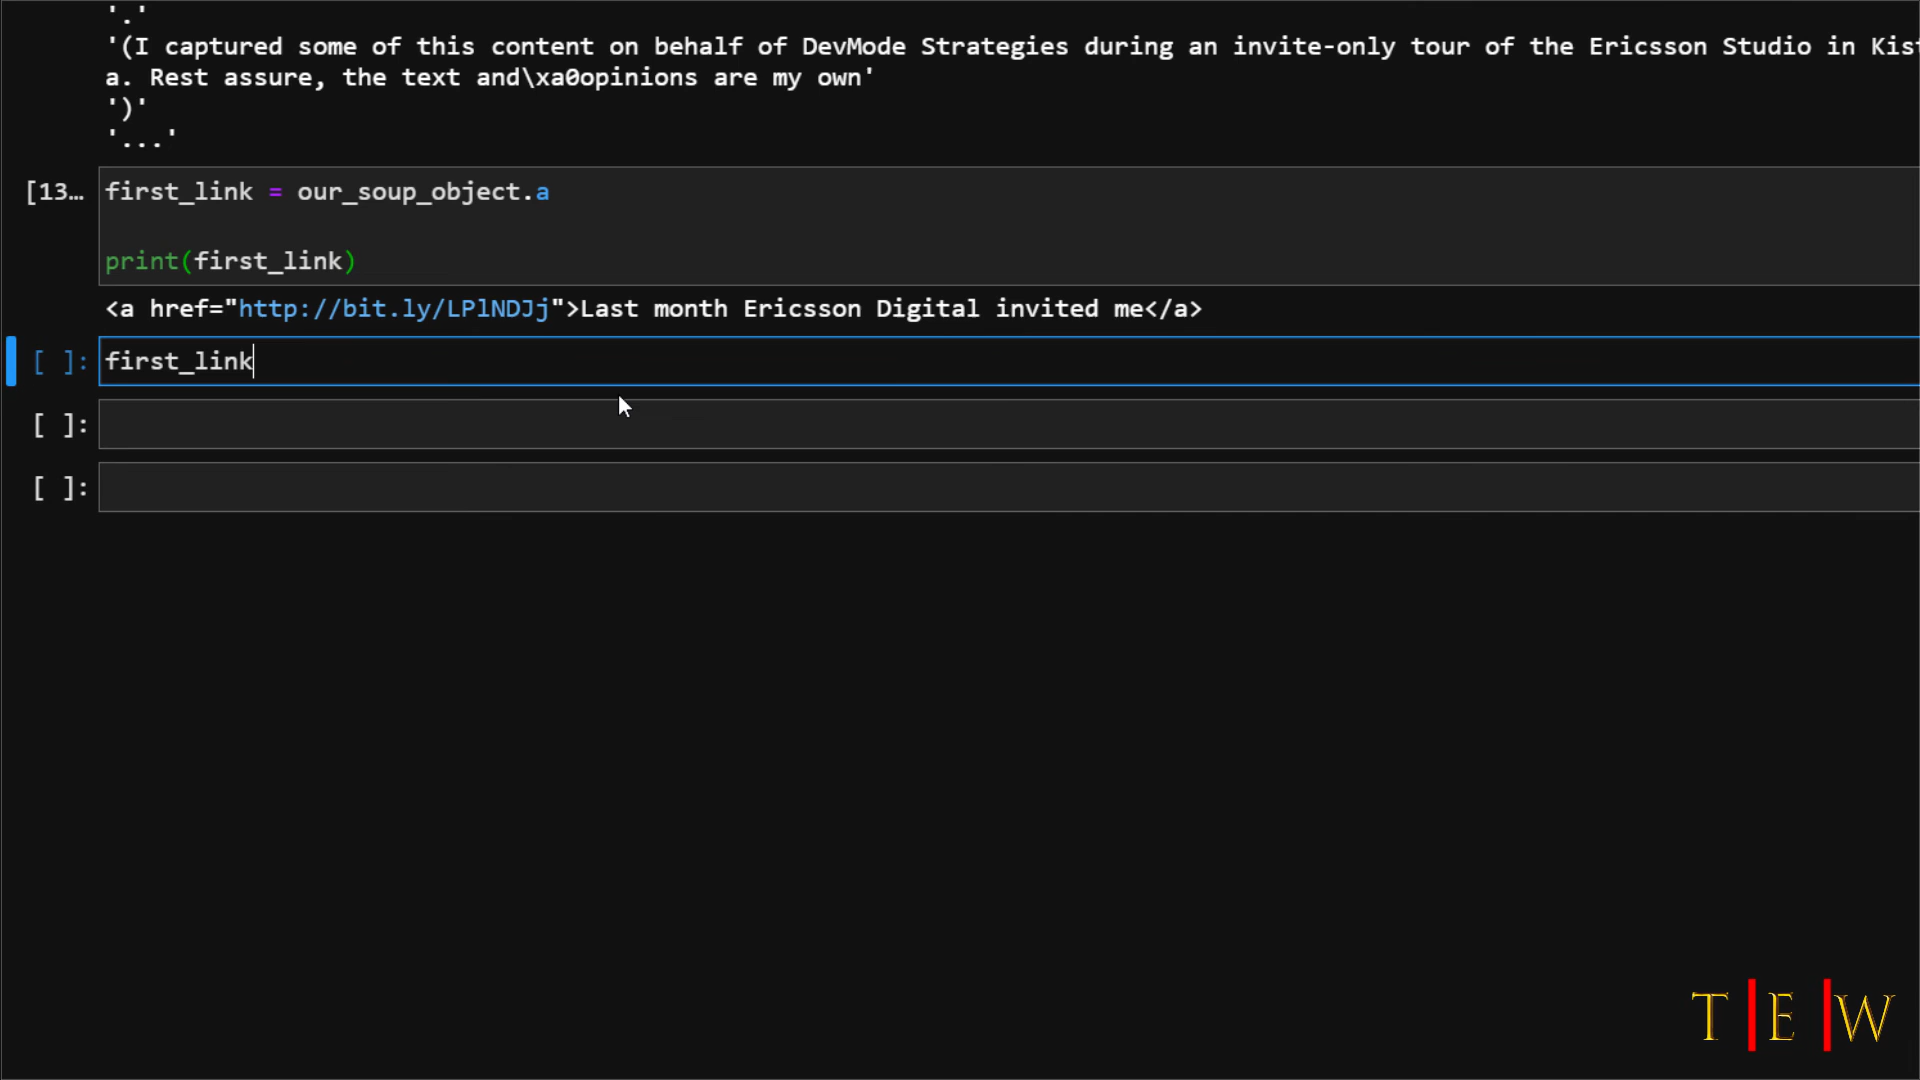 '.'
'(I captured some of this content on behalf of DevMode Strategies during an invite-only tour of the Ericsson Studio in Kist
a. Rest assure, the text and\xa0opinions are my own'
')'
'...'
[13… first_link = our_soup_object.a
print(first_link)
<a href="http://bit.ly/LPlNDJj">Last month Ericsson Digital invited me</a>
[ ]: first_link
[ ]:
[ ]:
T|E|W